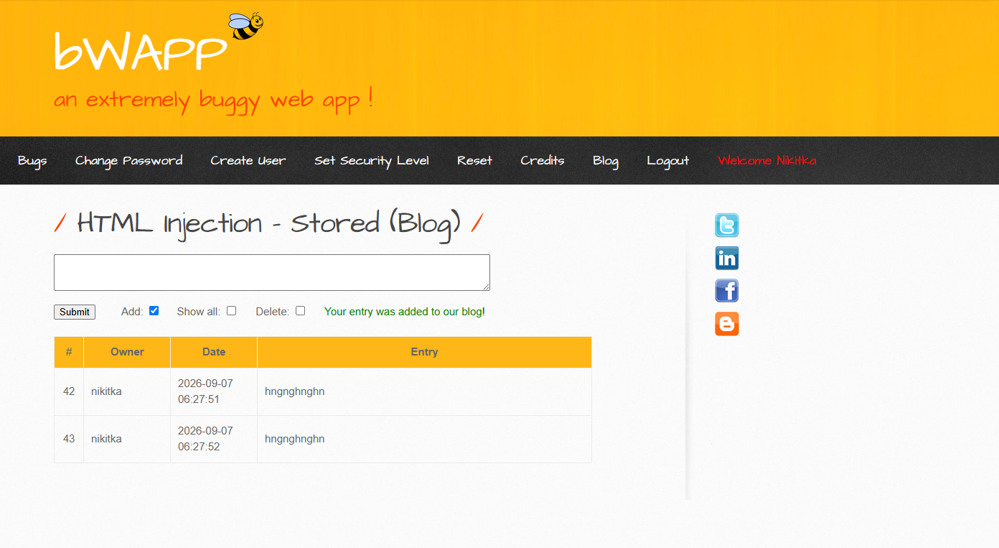 bWAPP
an extremely buggy web app !
Bugs Change Password Create User Set Security Level Reset Credits Blog Logout Welcome Nikitka
/ HTML Injection - Stored (Blog) /
Submit Add: Show all: Delete: Your entry was added to our blog!
# Owner Date Entry
42 nikitka 2026-09-07 06:27:51 hngnghnghn
43 nikitka 2026-09-07 06:27:52 hngnghnghn